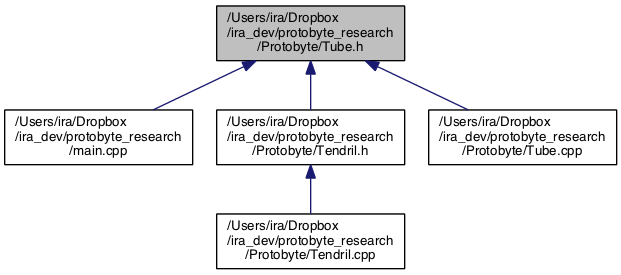 /Users/ira/Dropbox
/ira_dev/protobyte_research
/Protobyte/Tube.h
/Users/ira/Dropbox
/ira_dev/protobyte_research
/main.cpp
/Users/ira/Dropbox
/ira_dev/protobyte_research
/Protobyte/Tendril.h
/Users/ira/Dropbox
/ira_dev/protobyte_research
/Protobyte/Tube.cpp
/Users/ira/Dropbox
/ira_dev/protobyte_research
/Protobyte/Tendril.cpp